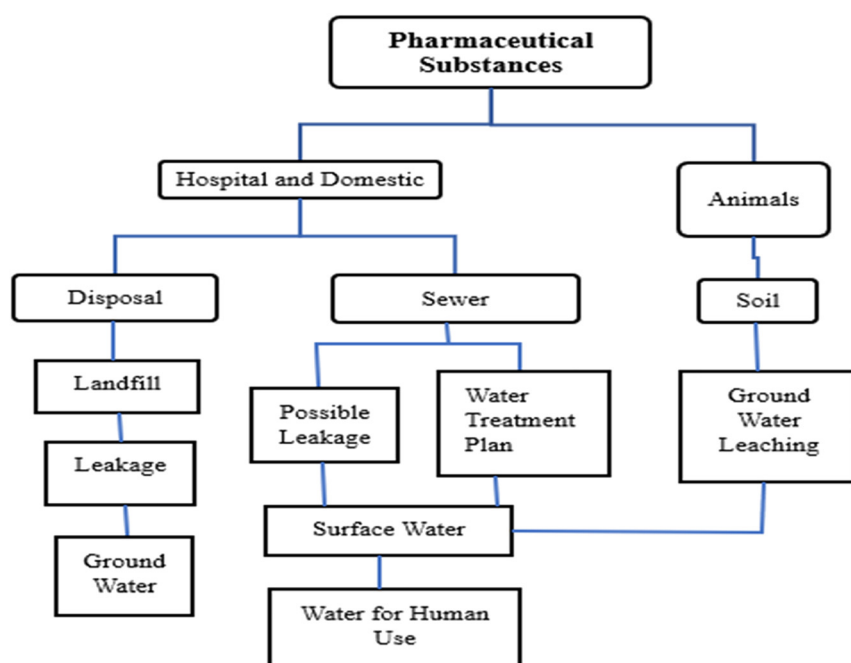 Pharmaceutical
Substances
Hospital and Domestic
Animals
Disposal
Sewer
Soil
Landfill
Possible
Leakage
Water
Treatment
Plan
Ground
Water
Leaching
Leakage
Surface Water
Ground
Water
Water for Human
Use